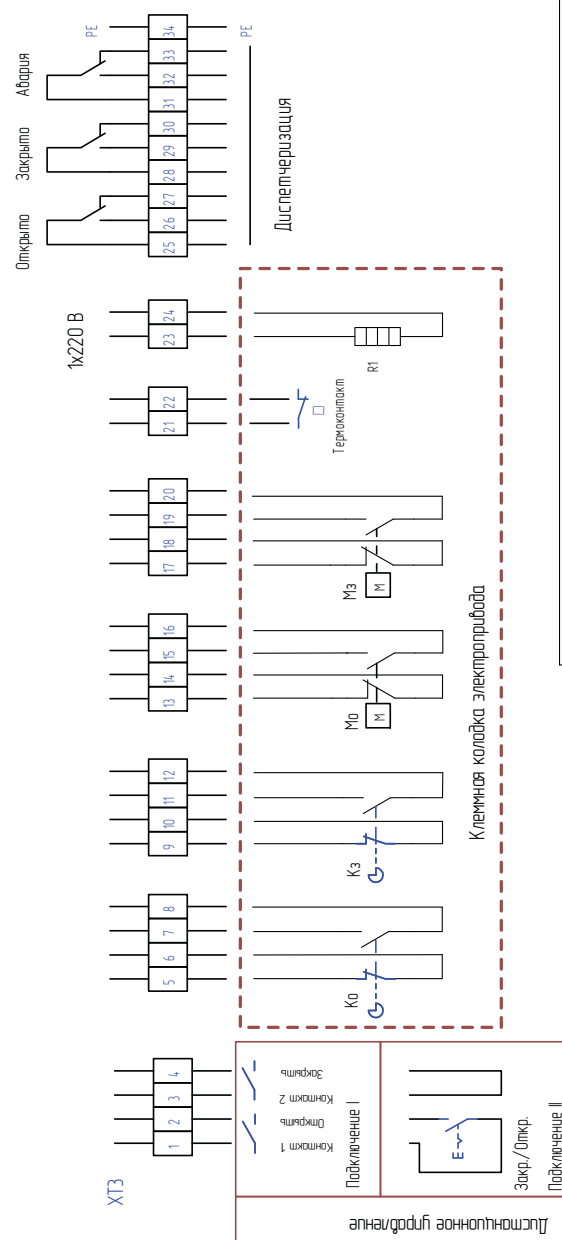 ХТ3
1 2 3 4
5 6 7 8
9 10 11 12
13 14 15 16
17 18 19 20
21 22
1x220 В
23 24
Открыто
Закрыто
Авария
25 26 27 28 29 30 31 32 33 34
PE
PE
Диспетчеризация
Контакт 1
Открыть
Контакт 2
Закрыть
Подключение I
Закр./Откр.
Подключение II
Дистанционное управление
Ко
Кз
Мо
М
Мз
М
Термоконтакт
R1
Клеммная колодка электропривода